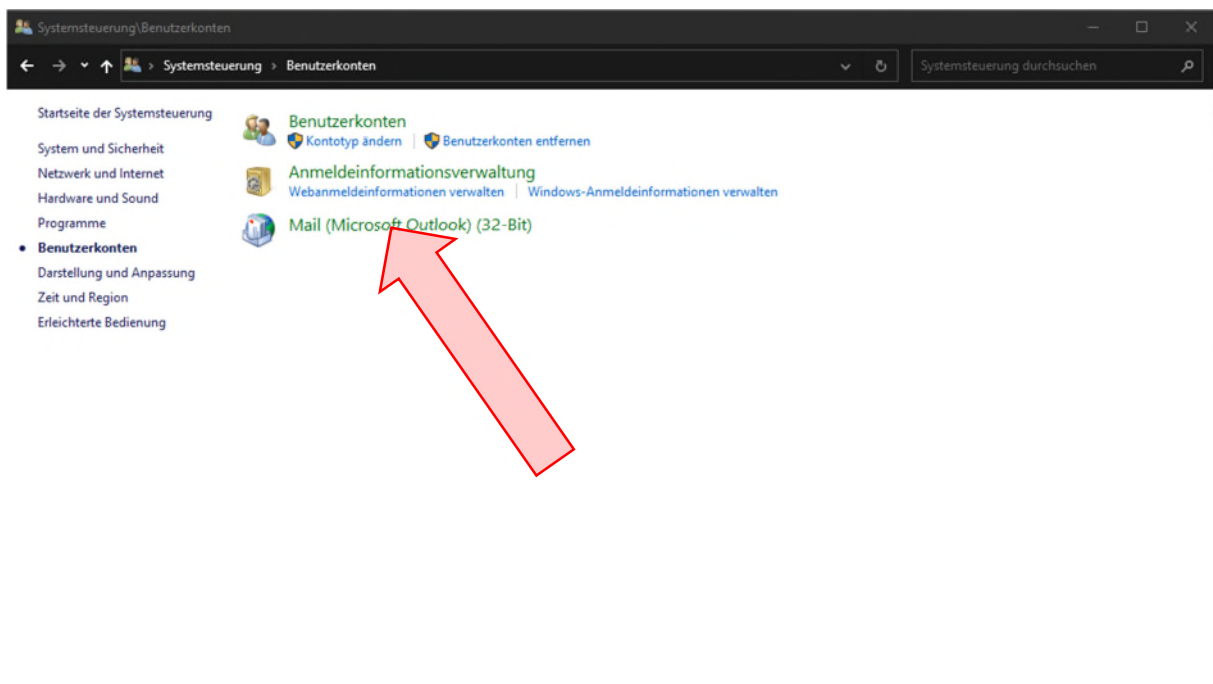 Systemsteuerung\Benutzerkonten
Systemsteuerung > Benutzerkonten
Systemsteuerung durchsuchen
Startseite der Systemsteuerung
System und Sicherheit
Netzwerk und Internet
Hardware und Sound
Programme
Benutzerkonten
Darstellung und Anpassung
Zeit und Region
Erleichterte Bedienung
Benutzerkonten
Kontotyp ändern Benutzerkonten entfernen
Anmeldeinformationsverwaltung
Webanmeldeinformationen verwalten Windows-Anmeldeinformationen verwalten
Mail (Microsoft Outlook) (32-Bit)